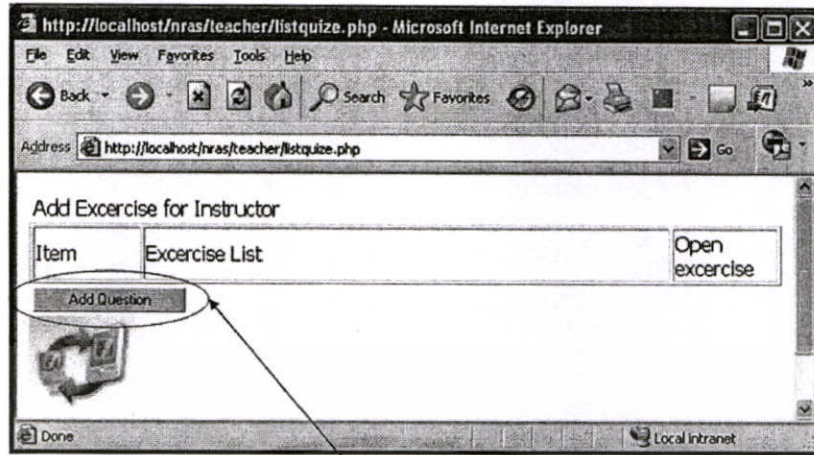 http://localhost/nras/teacher/listquize.php - Microsoft Internet Explorer
File Edit View Favorites Tools Help
Back Search Favorites
Address http://localhost/nras/teacher/listquize.php Go
Add Excercise for Instructor
Item Excercise List Open
excercise
Add Question
Done Local intranet